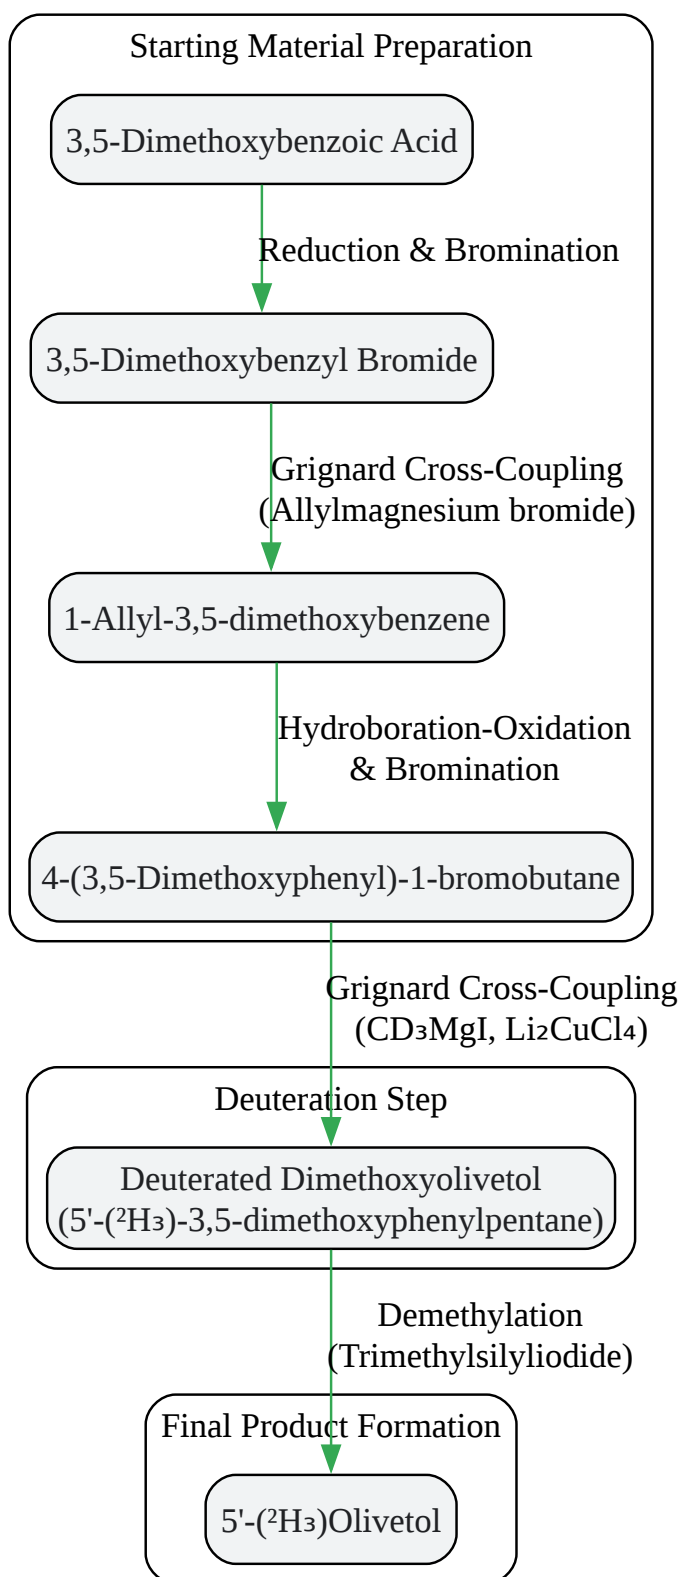 Starting Material Preparation
3,5-Dimethoxybenzoic Acid
Reduction & Bromination
3,5-Dimethoxybenzyl Bromide
Grignard Cross-Coupling
(Allylmagnesium bromide)
1-Allyl-3,5-dimethoxybenzene
Hydroboration-Oxidation
& Bromination
4-(3,5-Dimethoxyphenyl)-1-bromobutane
Grignard Cross-Coupling
(CD₃MgI, Li₂CuCl₄)
Deuteration Step
Deuterated Dimethoxyolivetol
(5'-(²H₃)-3,5-dimethoxyphenylpentane)
Demethylation
(Trimethylsilyliodide)
Final Product Formation
5'-(²H₃)Olivetol